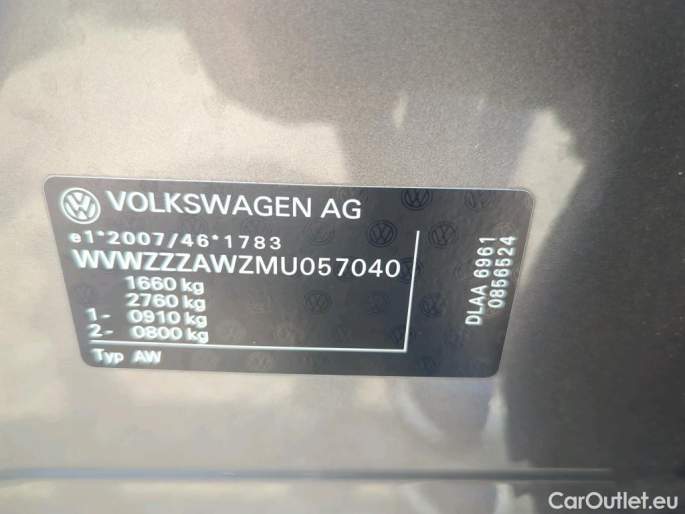 VOLKSWAGEN AG
e1*2007/46*1783
WVWZZZAWZMU057040
1660 kg
2760 kg
1- 0910 kg
2- 0800 kg
Typ AW
DLAA 6961
0856524
CarOutlet.eu